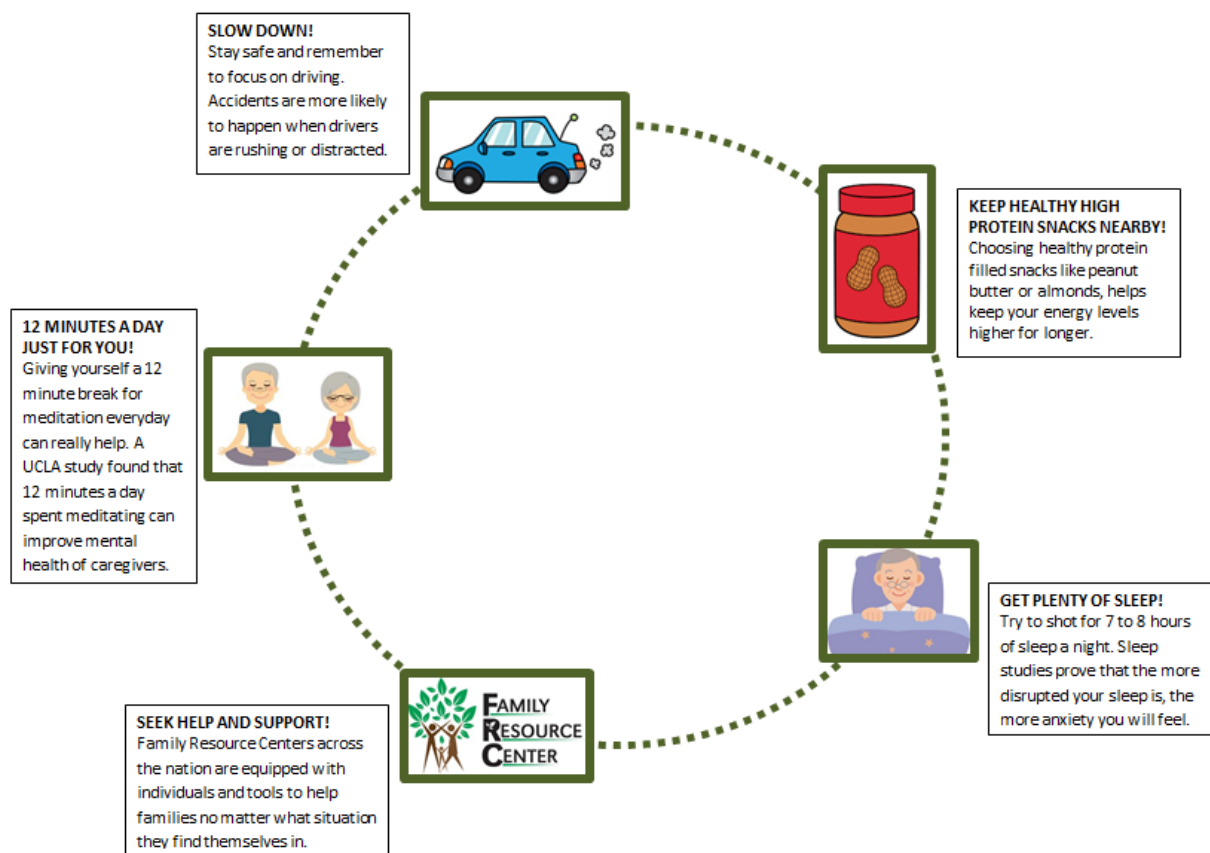 SLOW DOWN!
Stay safe and remember
to focus on driving.
Accidents are more likely
to happen when drivers
are rushing or distracted.
KEEP HEALTHY HIGH
PROTEIN SNACKS NEARBY!
Choosing healthy protein
filled snacks like peanut
butter or almonds, helps
keep your energy levels
higher for longer.
12 MINUTES A DAY
JUST FOR YOU!
Giving yourself a 12
minute break for
meditation everyday
can really help. A
UCLA study found that
12 minutes a day
spent meditating can
improve mental
health of caregivers.
GET PLENTY OF SLEEP!
Try to shot for 7 to 8 hours
of sleep a night. Sleep
studies prove that the more
disrupted your sleep is, the
more anxiety you will feel.
FAMILY
RESOURCE
CENTER
SEEK HELP AND SUPPORT!
Family Resource Centers across
the nation are equipped with
individuals and tools to help
families no matter what situation
they find themselves in.